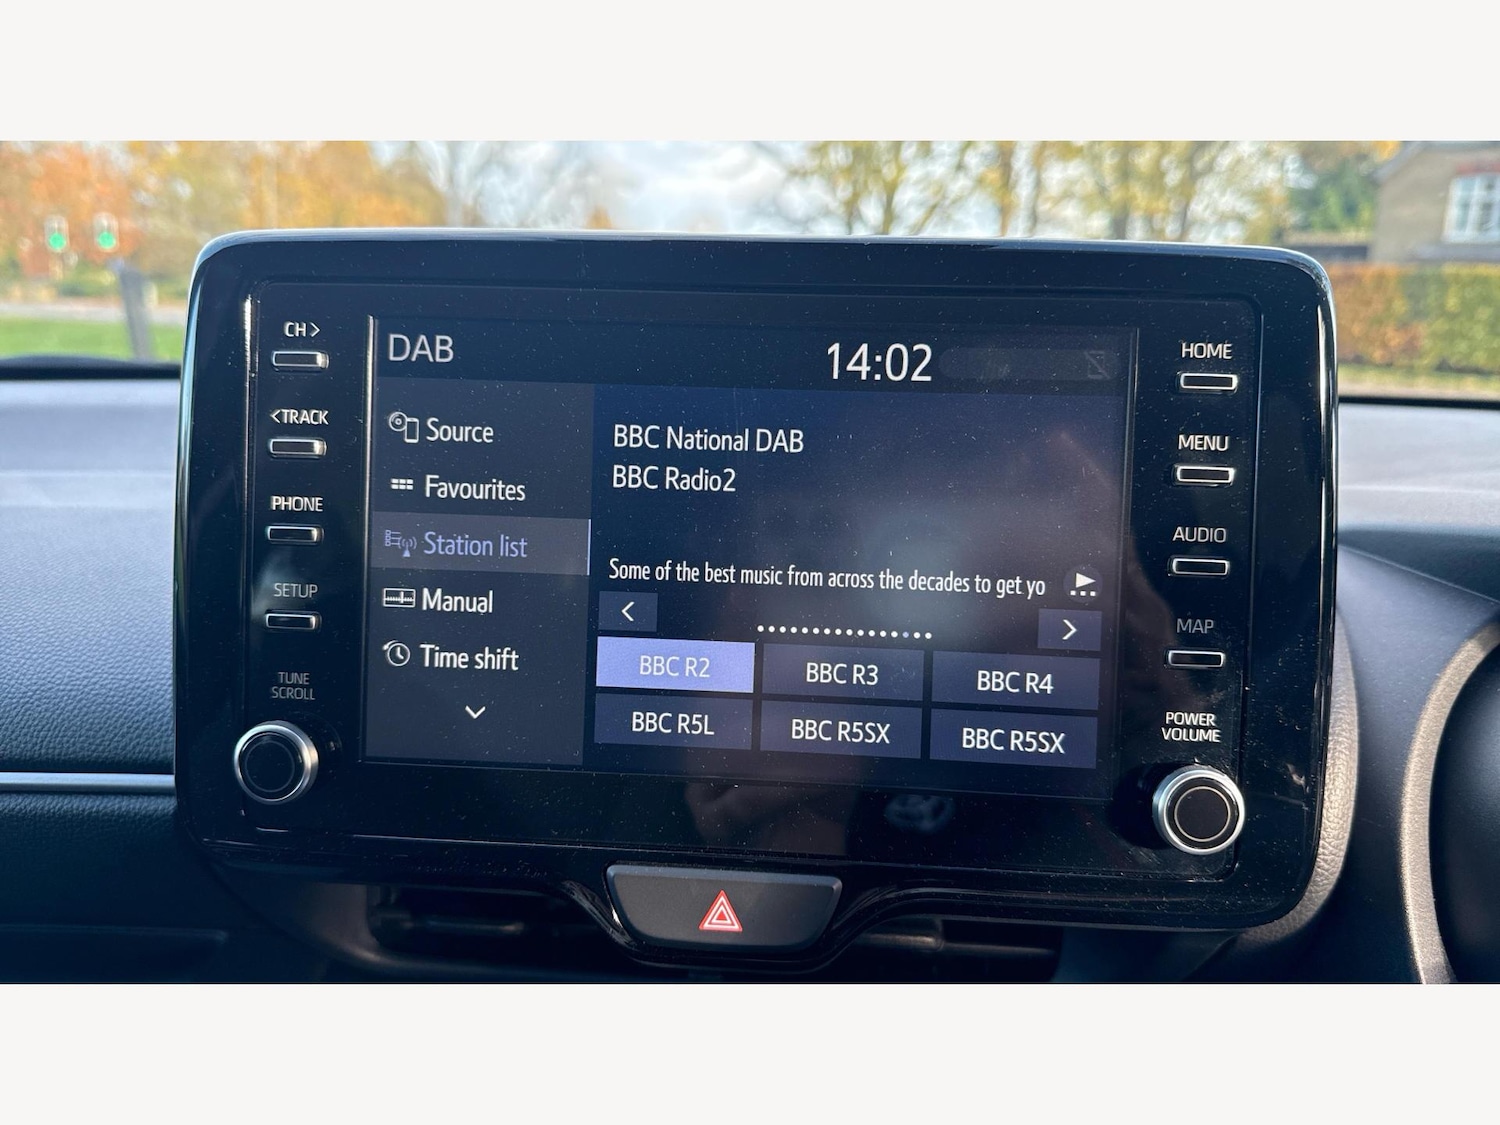 CH>
<TRACK
PHONE
SETUP
TUNE
SCROLL
DAB
14:02
Source
Favourites
Station list
Manual
Time shift
BBC National DAB
BBC Radio2
Some of the best music from across the decades to get yo
BBC R2
BBC R3
BBC R4
BBC R5L
BBC R5SX
BBC R5SX
HOME
MENU
AUDIO
MAP
POWER
VOLUME